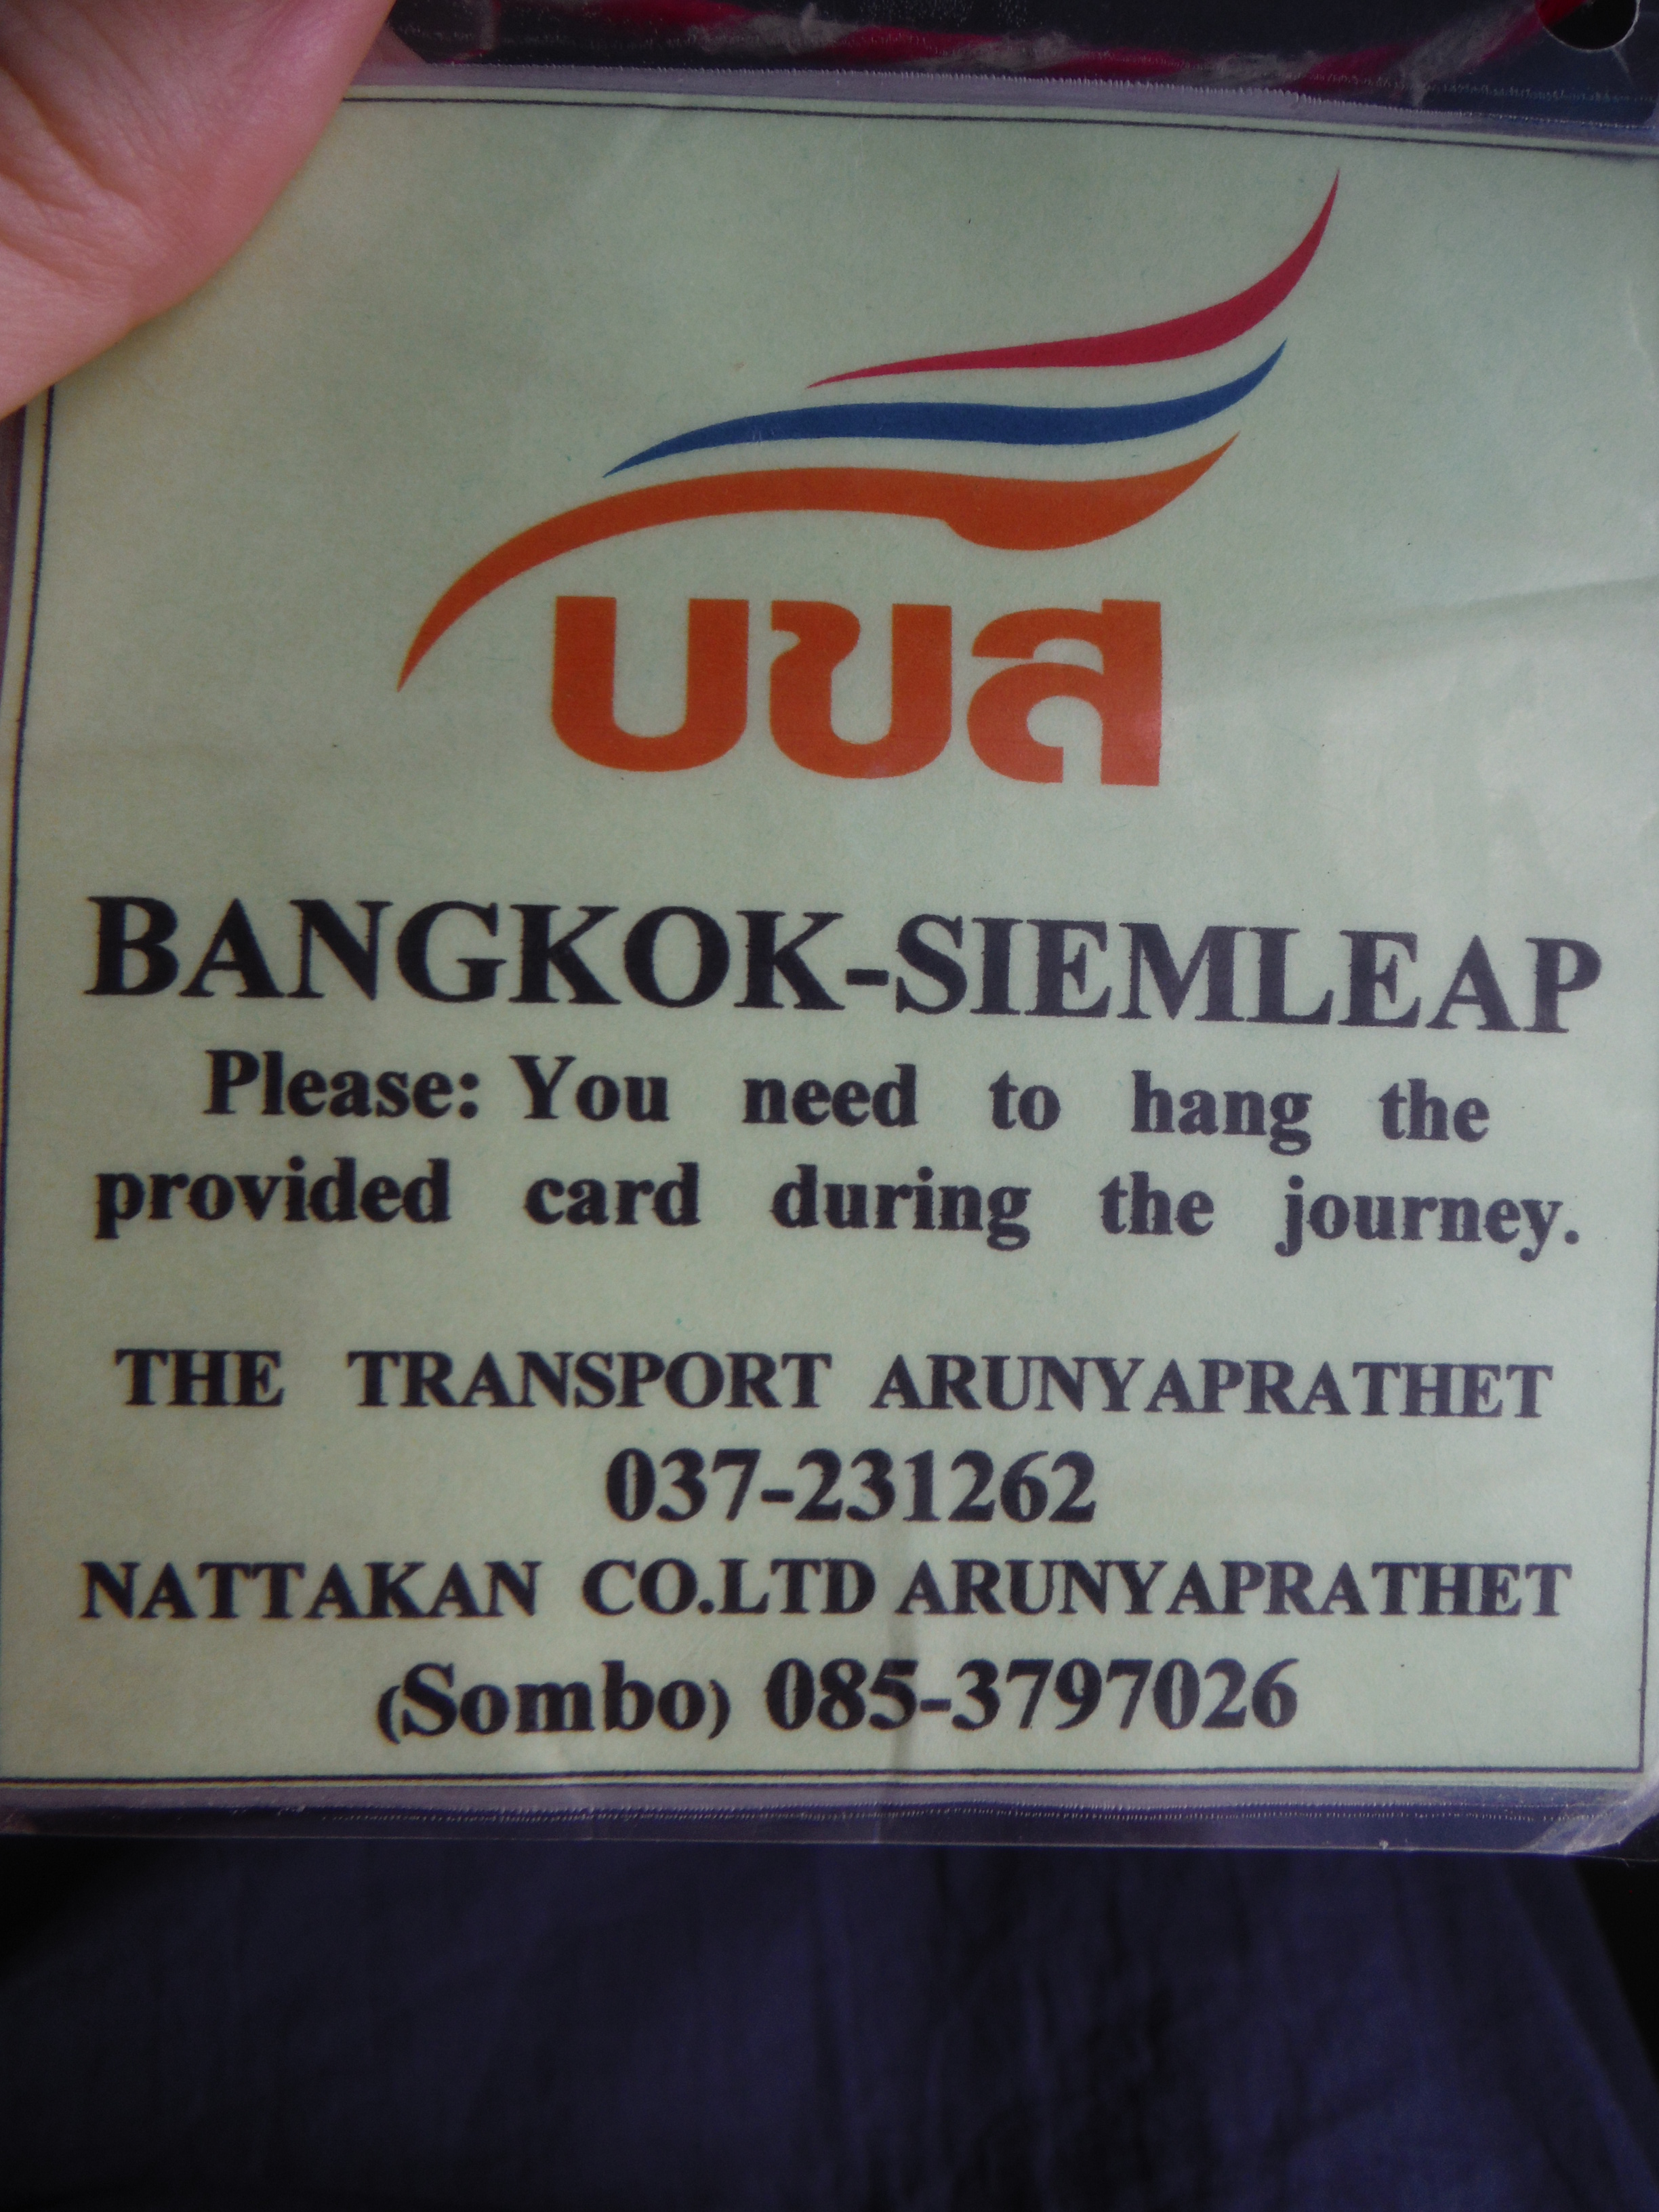 บขส
BANGKOK-SIEMLEAP
Please: You need to hang the
provided card during the journey.
THE TRANSPORT ARUNYAPRATHET
037-231262
NATTAKAN CO.LTD ARUNYAPRATHET
(Sombo) 085-3797026